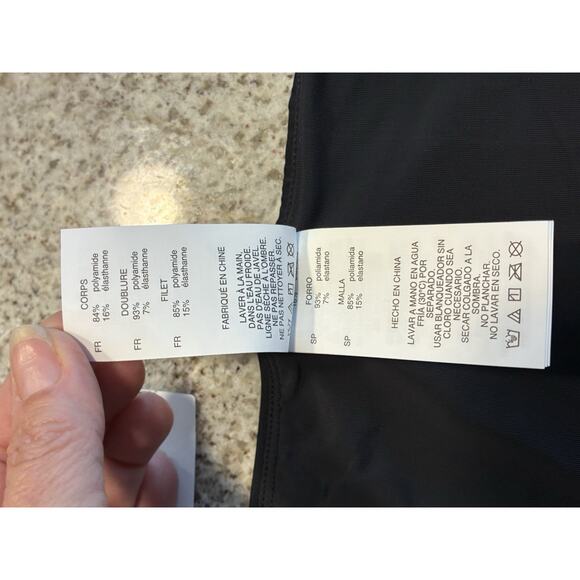 CORPS
FR 84% polyamide
16% élasthanne
DOUBLURE
FR 93% polyamide
7% élasthanne
FILET
FR 85% polyamide
15% élasthanne
FABRIQUÉ EN CHINE
LAVER À LA MAIN.
DANS L'EAU FROIDE.
PAS D'EAU DE JAVEL.
LIGNE SÈCHE À L'OMBRE.
NE PAS REPASSER.
NE PAS NETTOYER À SEC.
FORRO
SP 93% poliamida
7% elastano
MALLA
SP 85% poliamida
15% elastano
HECHO EN CHINA
LAVAR A MANO EN AGUA
FRÍA (30°) POR
SEPARADO.
USAR BLANQUEADOR SIN
CLORO CUANDO SEA
NECESARIO.
SECAR COLGADO A LA
SOMBRA.
NO PLANCHAR.
NO LAVAR EN SECO.